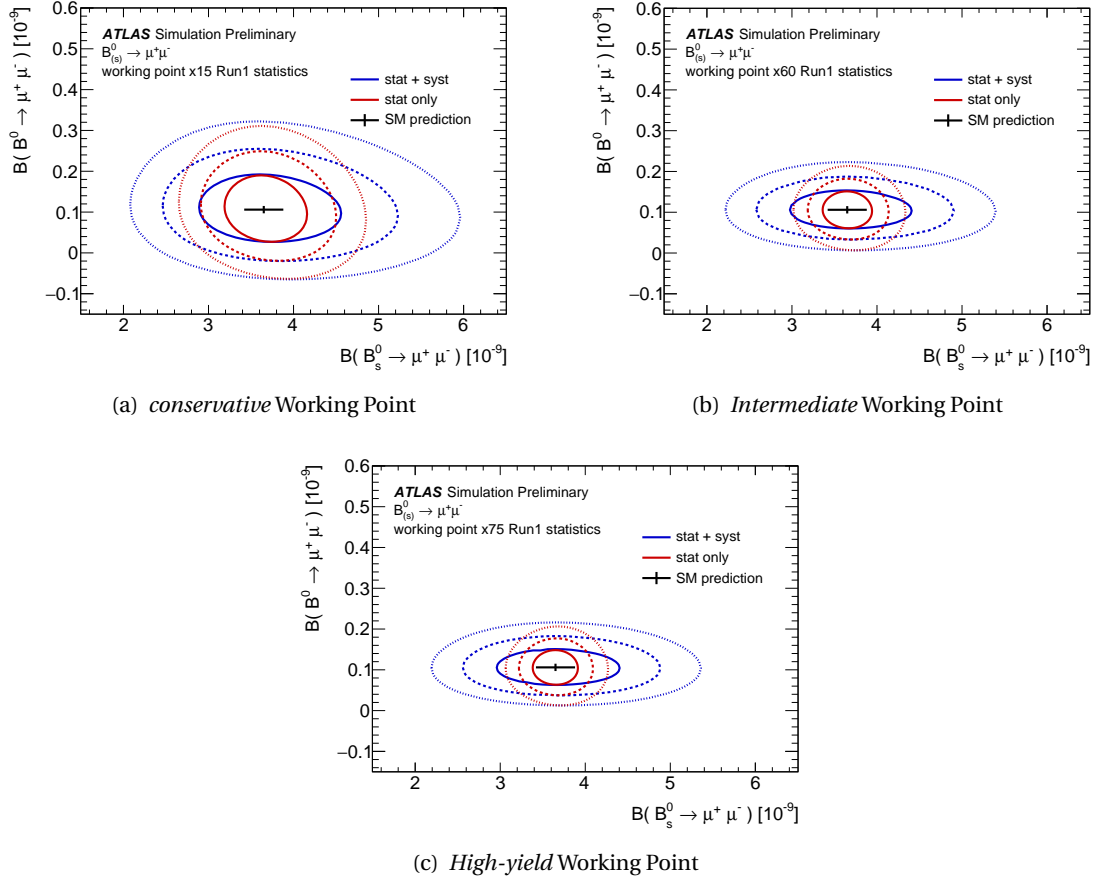 B( B⁰ → μ⁺ μ⁻ ) [10⁻⁹]
0.6
0.5
0.4
0.3
0.2
0.1
0
−0.1
ATLAS Simulation Preliminary
B⁰₍ₛ₎ → μ⁺μ⁻
working point x15 Run1 statistics
stat + syst
stat only
SM prediction
2 3 4 5 6
B( B⁰ₛ → μ⁺ μ⁻ ) [10⁻⁹]
(a) conservative Working Point
B( B⁰ → μ⁺ μ⁻ ) [10⁻⁹]
0.6
0.5
0.4
0.3
0.2
0.1
0
−0.1
ATLAS Simulation Preliminary
B⁰₍ₛ₎ → μ⁺μ⁻
working point x60 Run1 statistics
stat + syst
stat only
SM prediction
2 3 4 5 6
B( B⁰ₛ → μ⁺ μ⁻ ) [10⁻⁹]
(b) Intermediate Working Point
B( B⁰ → μ⁺ μ⁻ ) [10⁻⁹]
0.6
0.5
0.4
0.3
0.2
0.1
0
−0.1
ATLAS Simulation Preliminary
B⁰₍ₛ₎ → μ⁺μ⁻
working point x75 Run1 statistics
stat + syst
stat only
SM prediction
2 3 4 5 6
B( B⁰ₛ → μ⁺ μ⁻ ) [10⁻⁹]
(c) High-yield Working Point